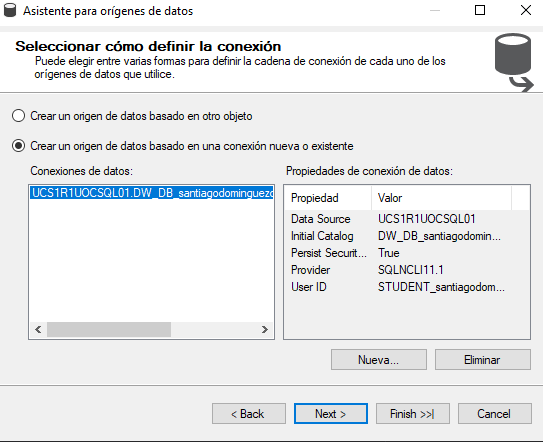 Asistente para orígenes de datos
Seleccionar cómo definir la conexión
Puede elegir entre varias formas para definir la cadena de conexión de cada uno de los
orígenes de datos que utilice.
Crear un origen de datos basado en otro objeto
Crear un origen de datos basado en una conexión nueva o existente
Conexiones de datos:
UCS1R1UOCSQL01.DW_DB_santiagodominguezc
Propiedades de conexión de datos:
Propiedad Valor
Data Source UCS1R1UOCSQL01
Initial Catalog DW_DB_santiagodomin...
Persist Securit... True
Provider SQLNCLI11.1
User ID STUDENT_santiagodom...
Nueva... Eliminar
< Back Next > Finish >>| Cancel